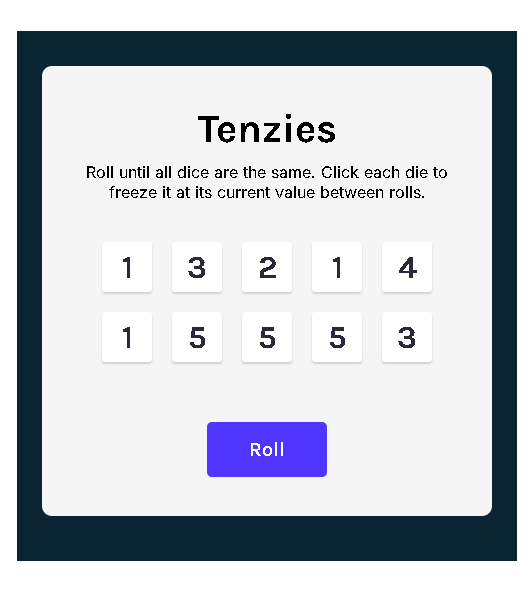 Tenzies
Roll until all dice are the same. Click each die to
freeze it at its current value between rolls.
1 3 2 1 4
1 5 5 5 3
Roll